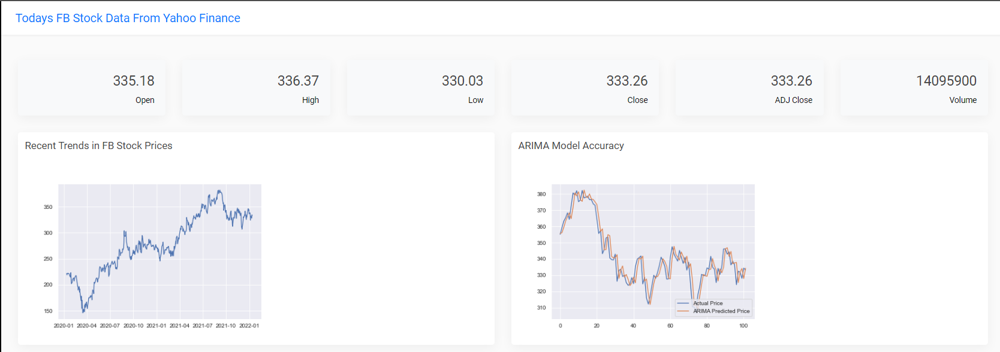 Todays FB Stock Data From Yahoo Finance
335.18
Open
336.37
High
330.03
Low
333.26
Close
333.26
ADJ Close
14095900
Volume
Recent Trends in FB Stock Prices
350
300
250
200
150
2020-01 2020-04 2020-07 2020-10 2021-01 2021-04 2021-07 2021-10 2022-01
ARIMA Model Accuracy
380
370
360
350
340
330
320
310
Actual Price
ARIMA Predicted Price
0 20 40 60 80 100